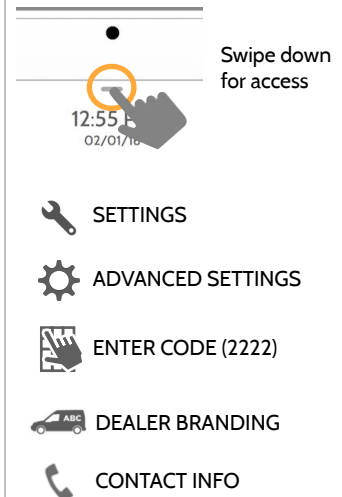 Swipe down
for access
12:55
02/01/18
SETTINGS
ADVANCED SETTINGS
ENTER CODE (2222)
ABC
DEALER BRANDING
CONTACT INFO